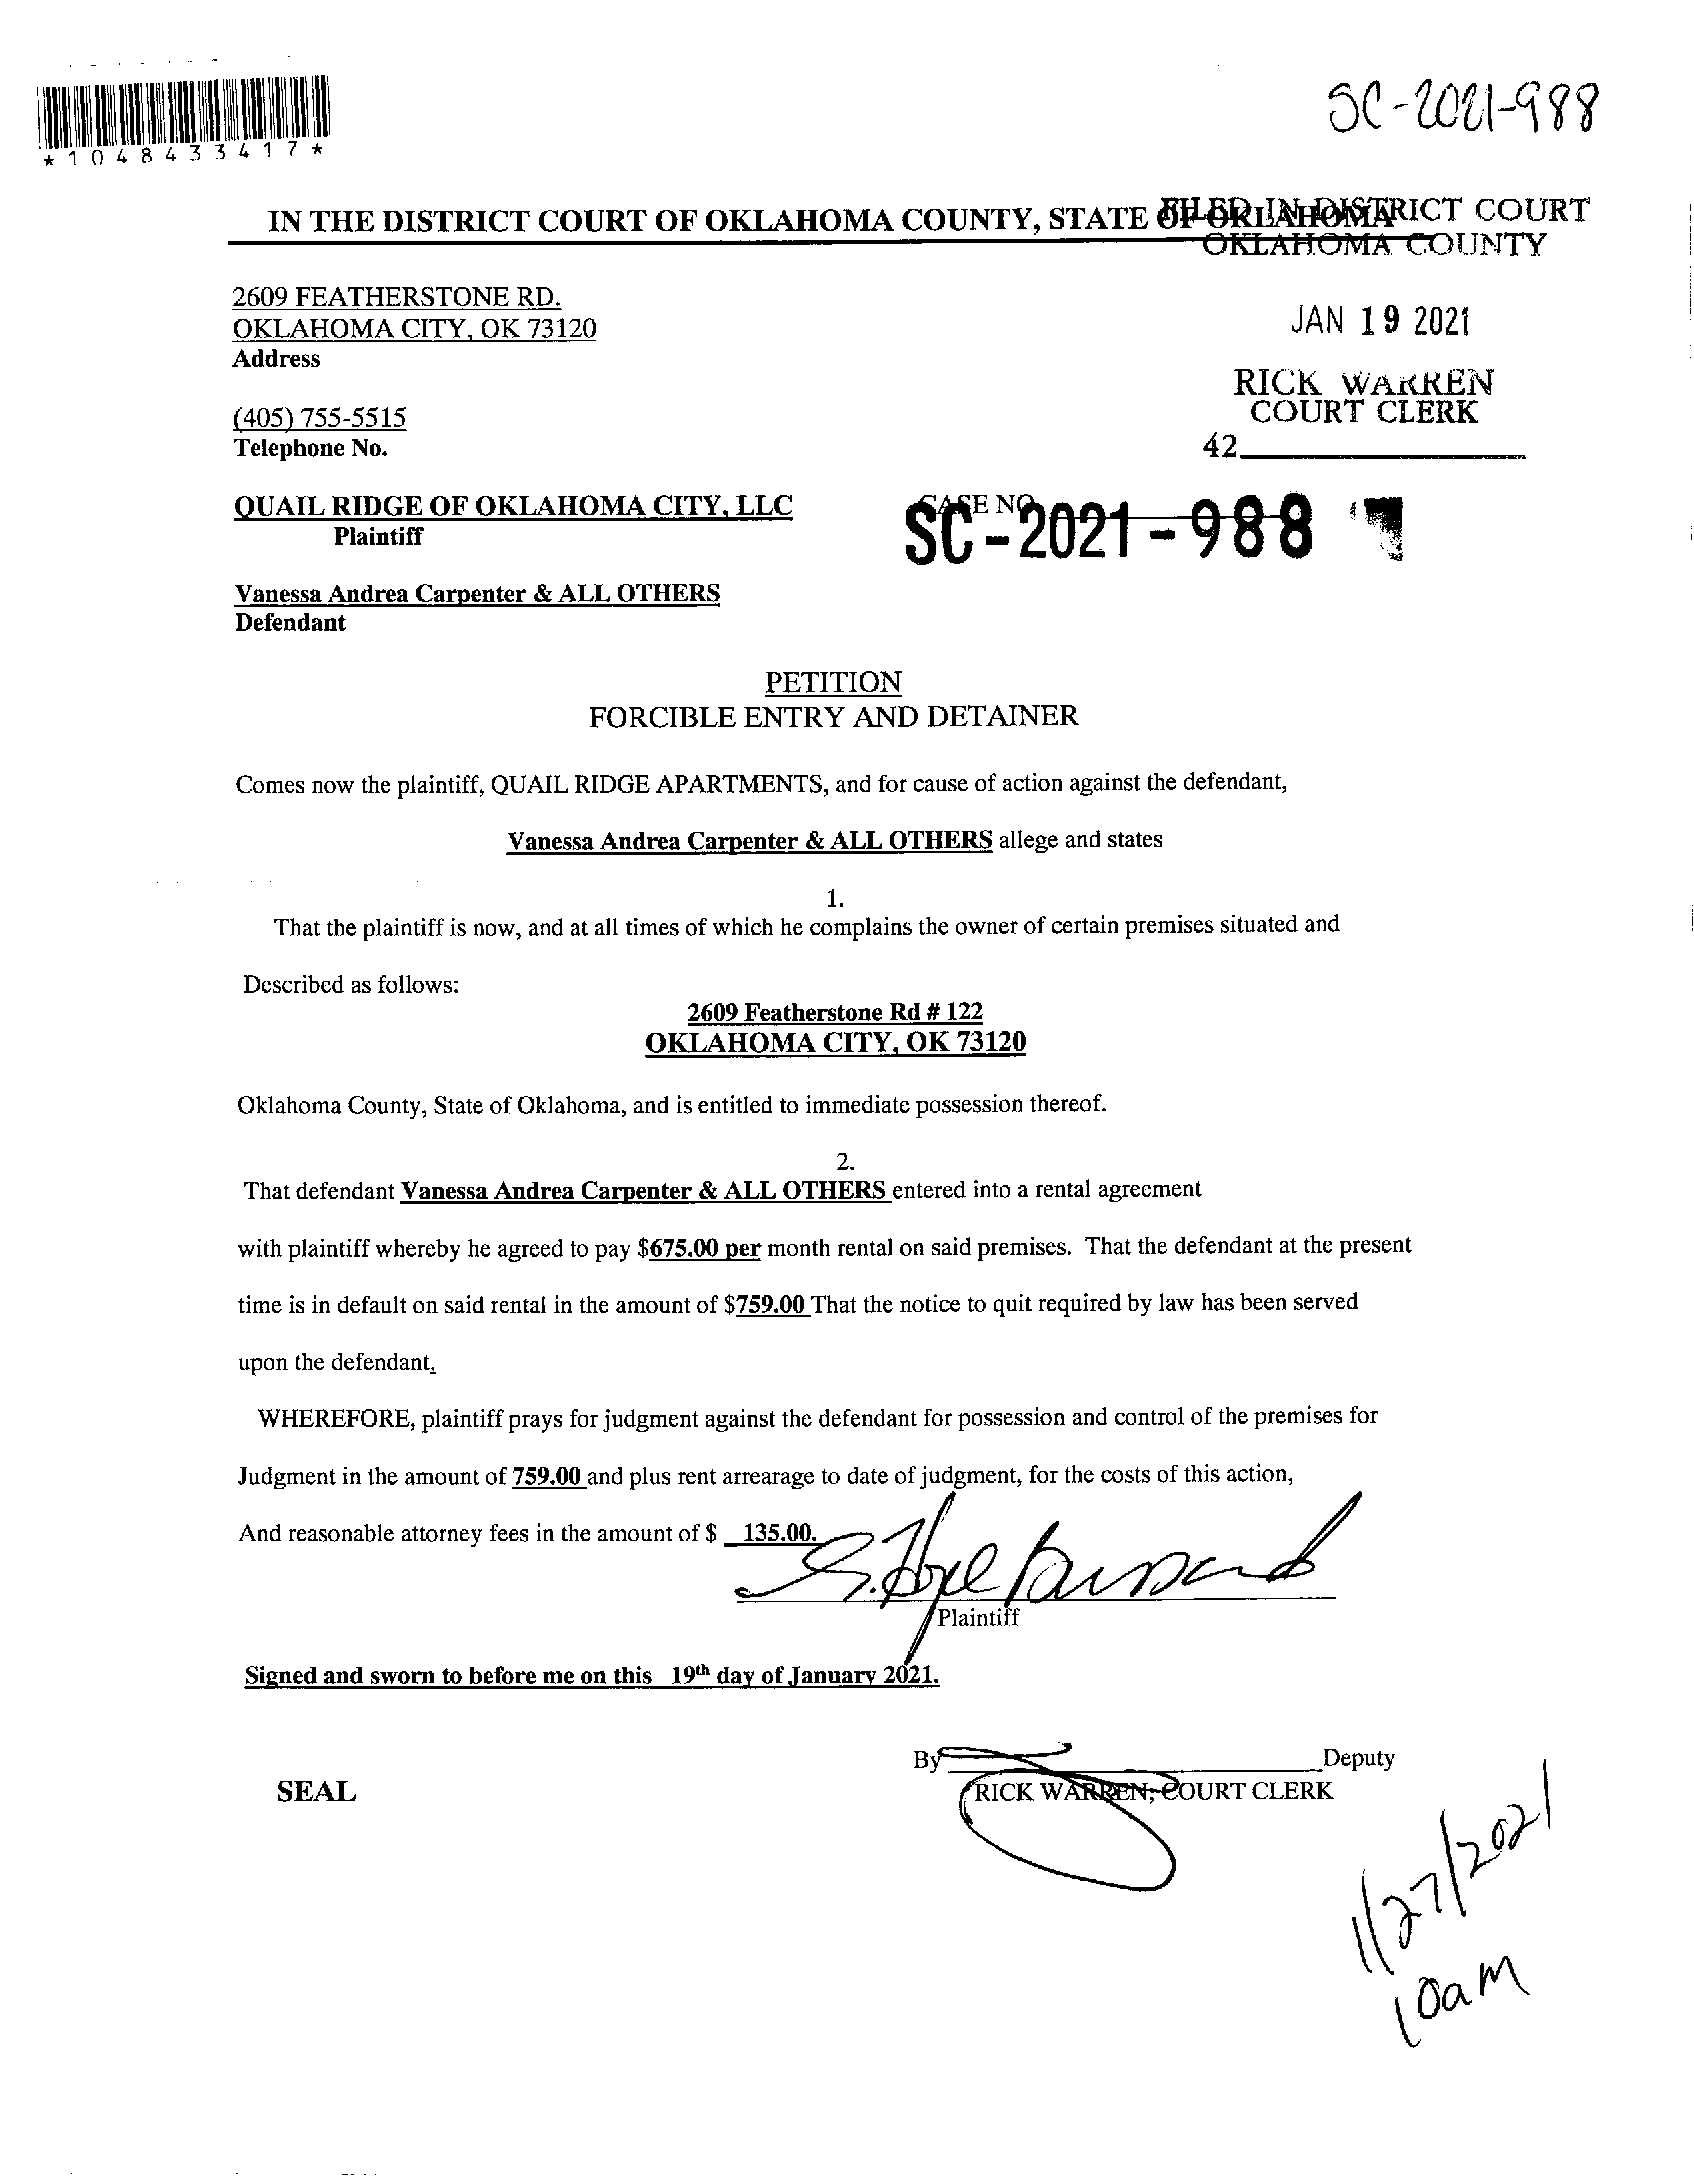 SC-2021-988
*1048433417*
IN THE DISTRICT COURT OF OKLAHOMA COUNTY, STATE OF OKLAHOMA
FILED IN DISTRICT COURT
OKLAHOMA COUNTY
2609 FEATHERSTONE RD.
OKLAHOMA CITY, OK 73120
Address
JAN 19 2021
RICK WARREN
COURT CLERK
42
(405) 755-5515
Telephone No.
QUAIL RIDGE OF OKLAHOMA CITY, LLC
Plaintiff
CASE NO.
SC-2021-988
Vanessa Andrea Carpenter & ALL OTHERS
Defendant
PETITION
FORCIBLE ENTRY AND DETAINER
Comes now the plaintiff, QUAIL RIDGE APARTMENTS, and for cause of action against the defendant,
Vanessa Andrea Carpenter & ALL OTHERS allege and states
1.
That the plaintiff is now, and at all times of which he complains the owner of certain premises situated and
Described as follows:
2609 Featherstone Rd # 122
OKLAHOMA CITY, OK 73120
Oklahoma County, State of Oklahoma, and is entitled to immediate possession thereof.
2.
That defendant Vanessa Andrea Carpenter & ALL OTHERS entered into a rental agreement
with plaintiff whereby he agreed to pay $675.00 per month rental on said premises. That the defendant at the present
time is in default on said rental in the amount of $759.00 That the notice to quit required by law has been served
upon the defendant.
WHEREFORE, plaintiff prays for judgment against the defendant for possession and control of the premises for
Judgment in the amount of 759.00 and plus rent arrearage to date of judgment, for the costs of this action,
And reasonable attorney fees in the amount of $ 135.00.
Plaintiff
Signed and sworn to before me on this 19th day of January 2021.
By Deputy
SEAL
RICK WARREN, COURT CLERK
1/27/2021
10am